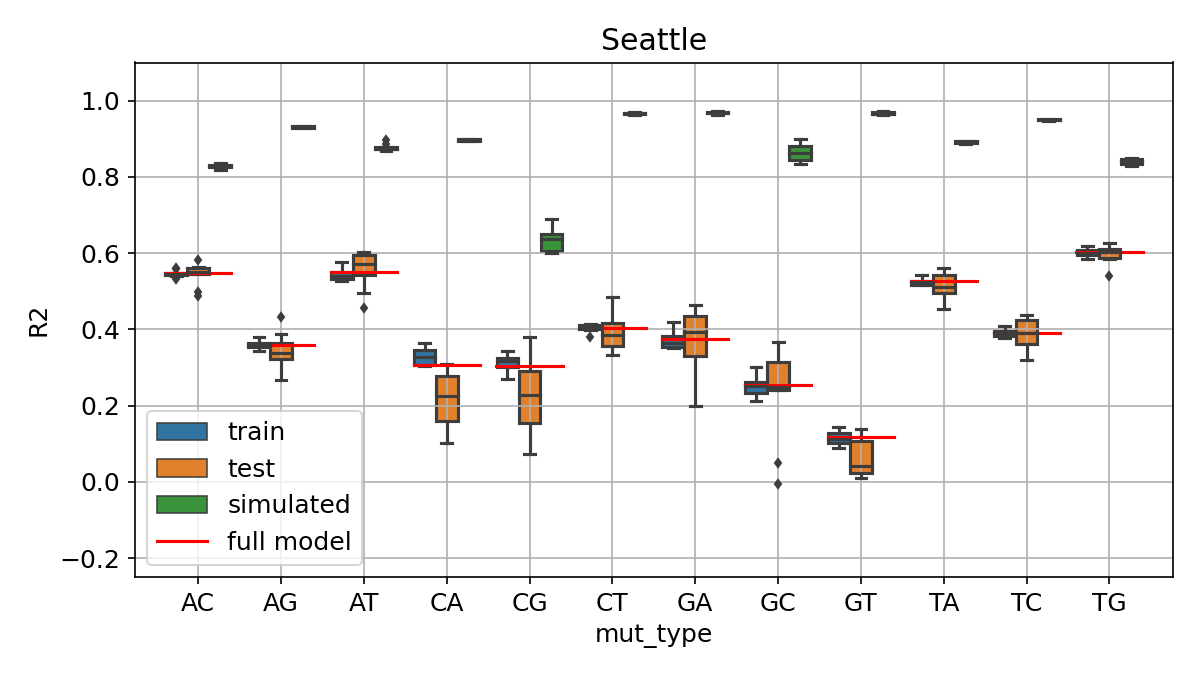 Seattle
R2
1.0
0.8
0.6
0.4
0.2
0.0
−0.2
train
test
simulated
full model
AC AG AT CA CG CT GA GC GT TA TC TG
mut_type